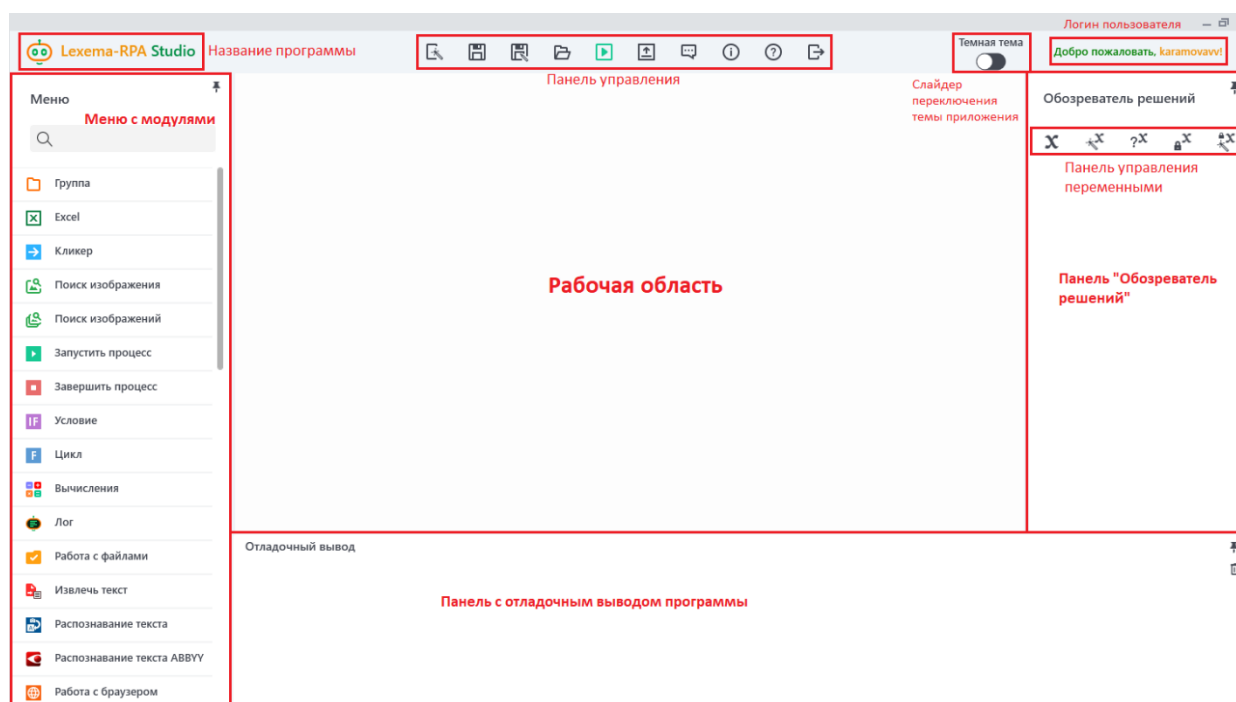 Логин пользователя
Lexema-RPA Studio
Название программы
Темная тема
Добро пожаловать, karamovavv!
Панель управления
Слайдер
переключения
темы приложения
Меню
Меню с модулями
Обозреватель решений
X X ?X X X
Панель управления
переменными
Группа
Excel
Кликер
Поиск изображения
Поиск изображений
Запустить процесс
Завершить процесс
IF Условие
F Цикл
Вычисления
Лог
Работа с файлами
Извлечь текст
Распознавание текста
Распознавание текста ABBYY
Работа с браузером
Рабочая область
Панель "Обозреватель
решений"
Отладочный вывод
Панель с отладочным выводом программы